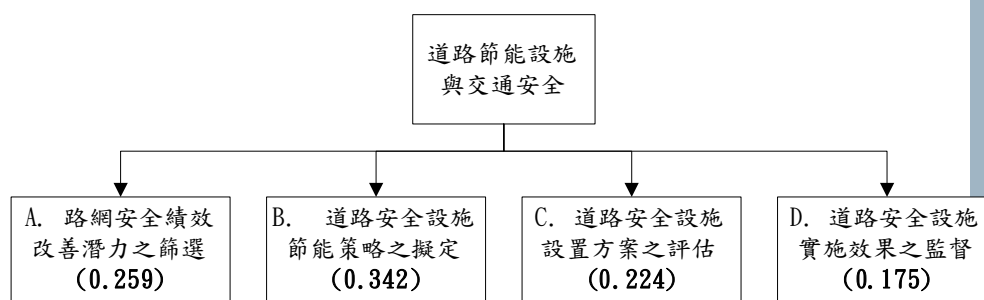 道路節能設施
與交通安全
A. 路網安全績效
改善潛力之篩選
(0.259)
B. 道路安全設施
節能策略之擬定
(0.342)
C. 道路安全設施
設置方案之評估
(0.224)
D. 道路安全設施
實施效果之監督
(0.175)